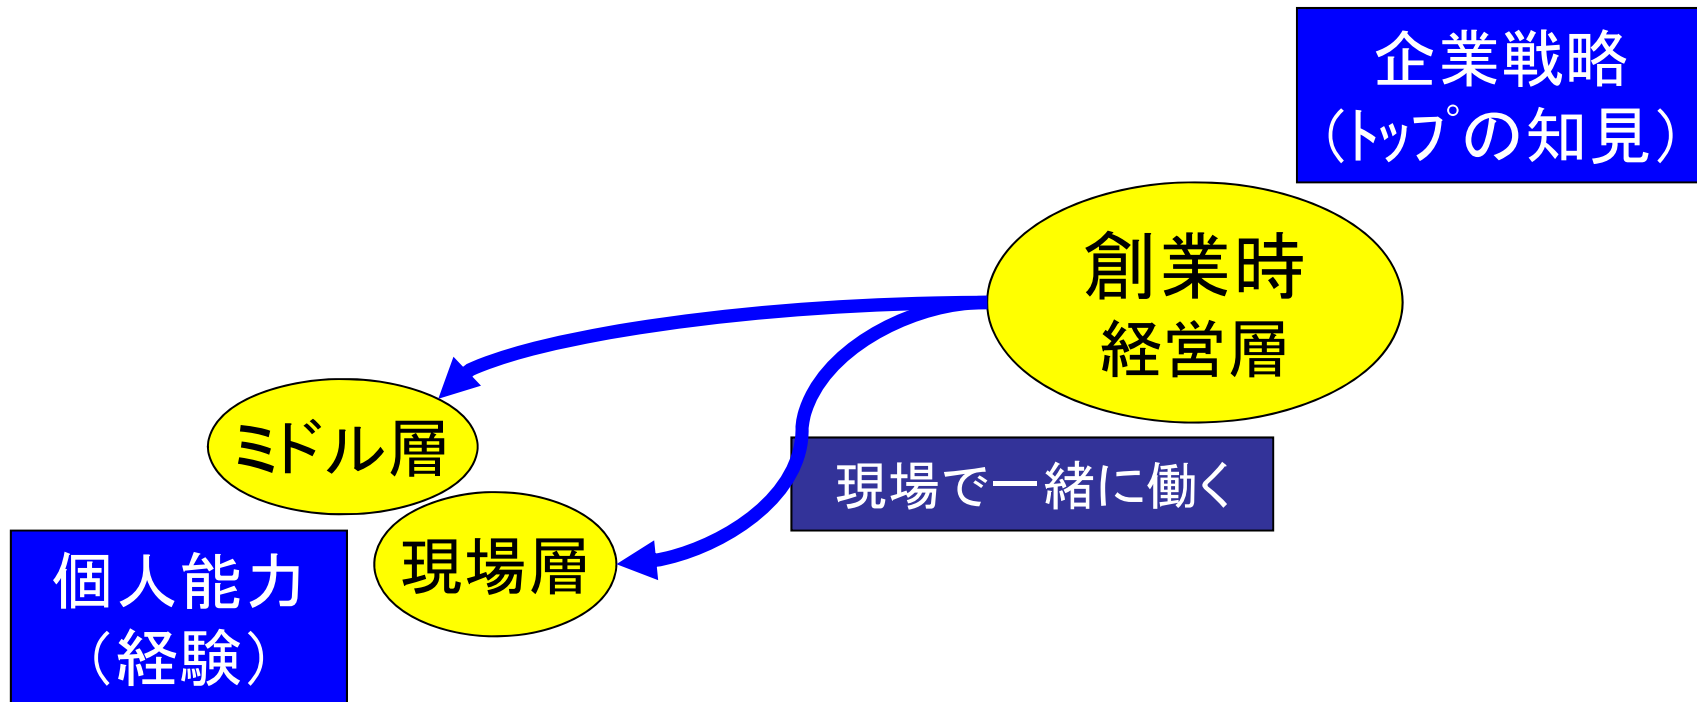 企業戦略
（ﾄｯﾌﾟの知見）
創業時
経営層
ミドル層
現場で一緒に働く
現場層
個人能力
（経験）